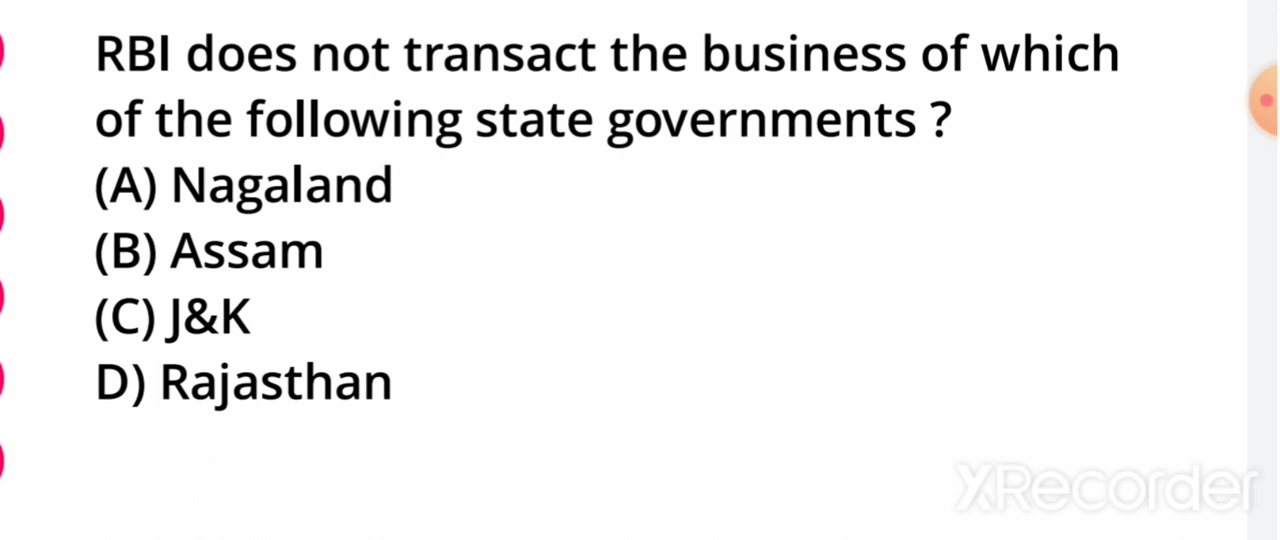 RBI does not transact the business of which
of the following state governments ?
(A) Nagaland
(B) Assam
(C) J&K
D) Rajasthan
XRecorder